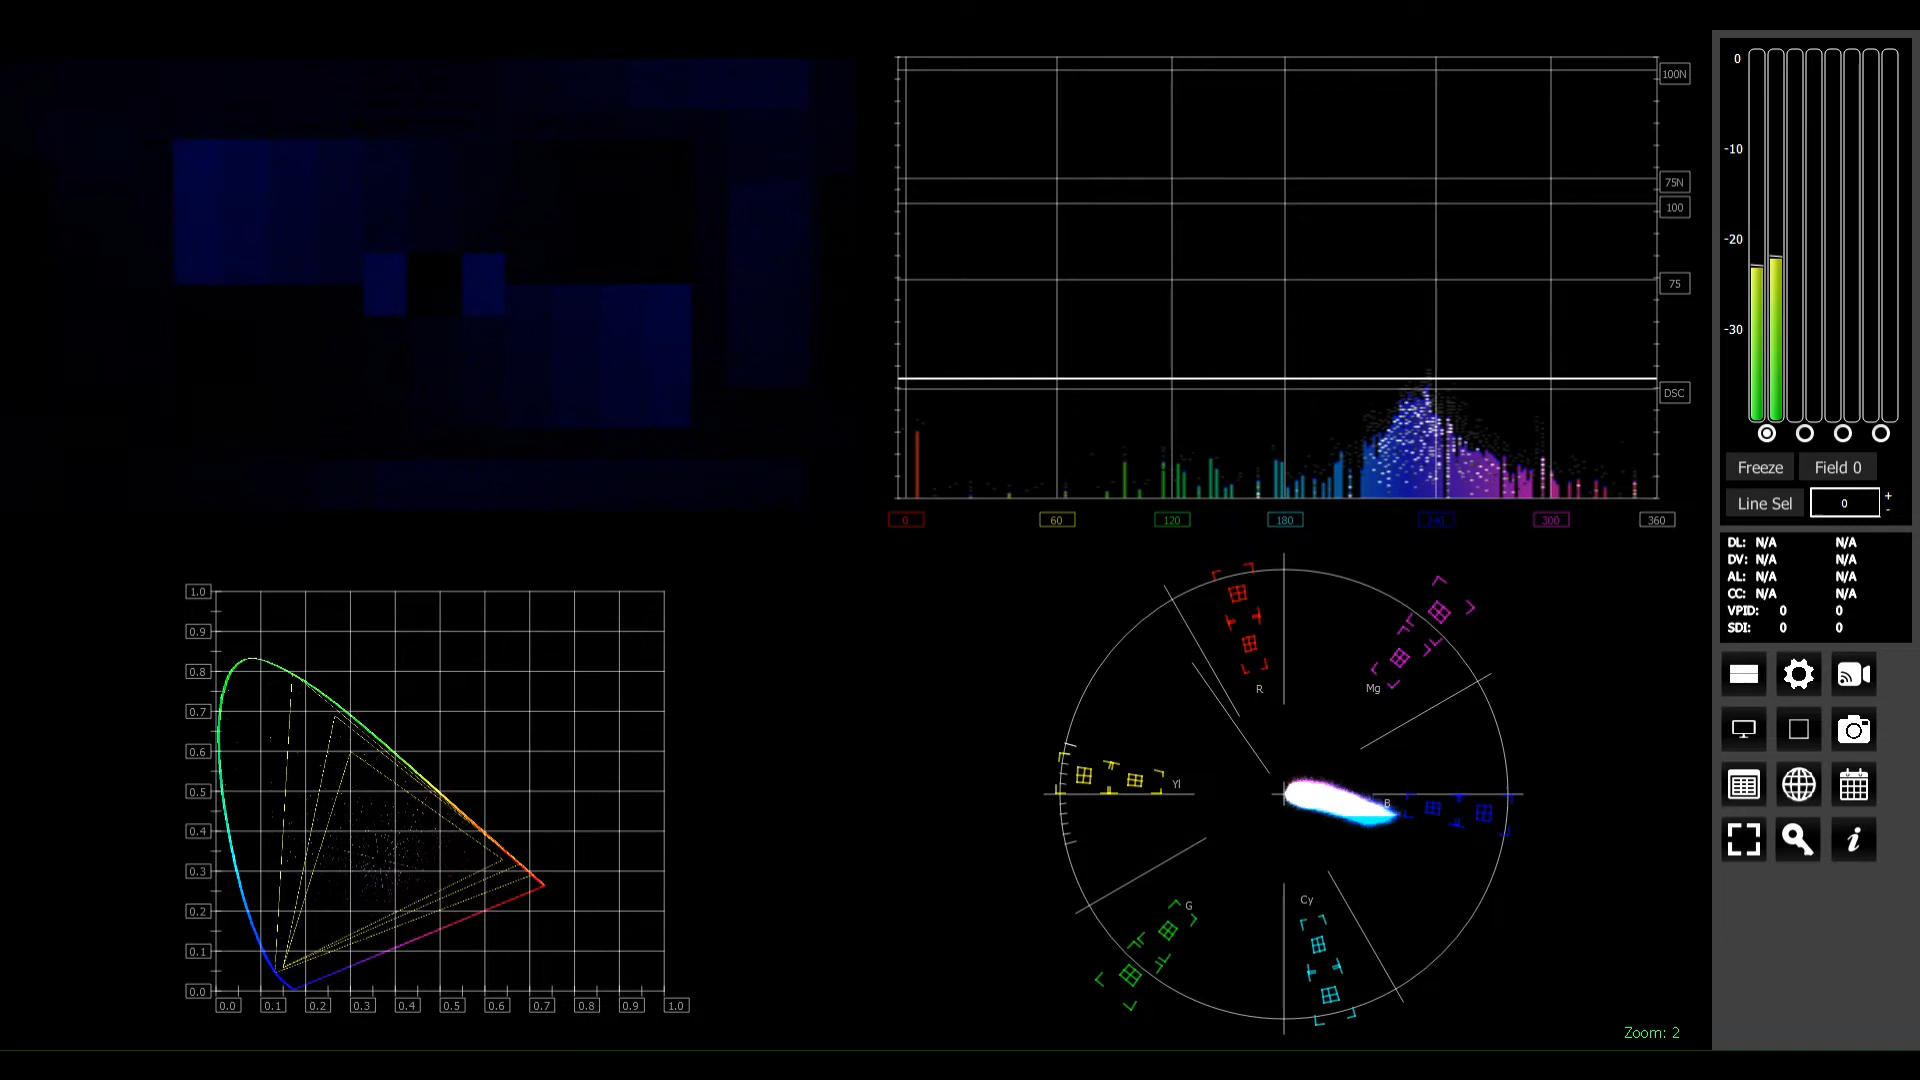 100N
75N
100
75
DSC
0
60
120
180
240
300
360
1.0
0.9
0.8
0.7
0.6
0.5
0.4
0.3
0.2
0.1
0.0
0.0
0.1
0.2
0.3
0.4
0.5
0.6
0.7
0.8
0.9
1.0
R
Mg
Yl
B
G
Cy
Zoom: 2
0
-10
-20
-30
Freeze
Field 0
Line Sel
0
+
-
DL: N/A N/A
DV: N/A N/A
AL: N/A N/A
CC: N/A N/A
VPID: 0 0
SDI: 0 0
i